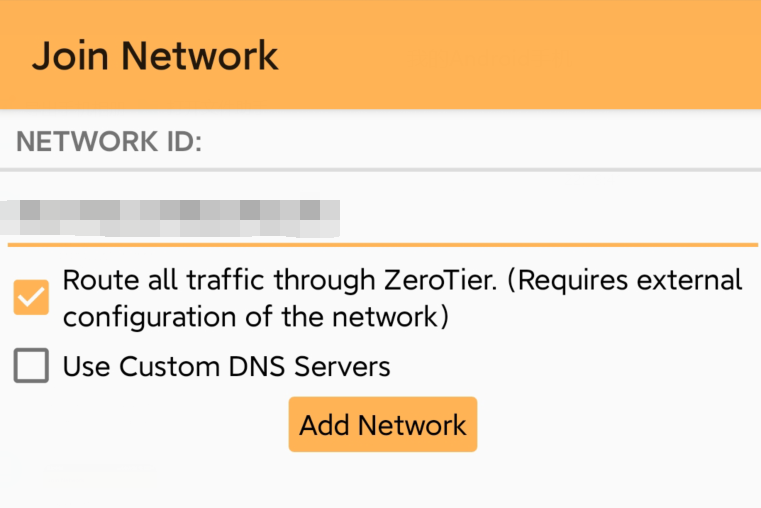 Join Network
NETWORK ID:
Route all traffic through ZeroTier. (Requires external
configuration of the network)
Use Custom DNS Servers
Add Network